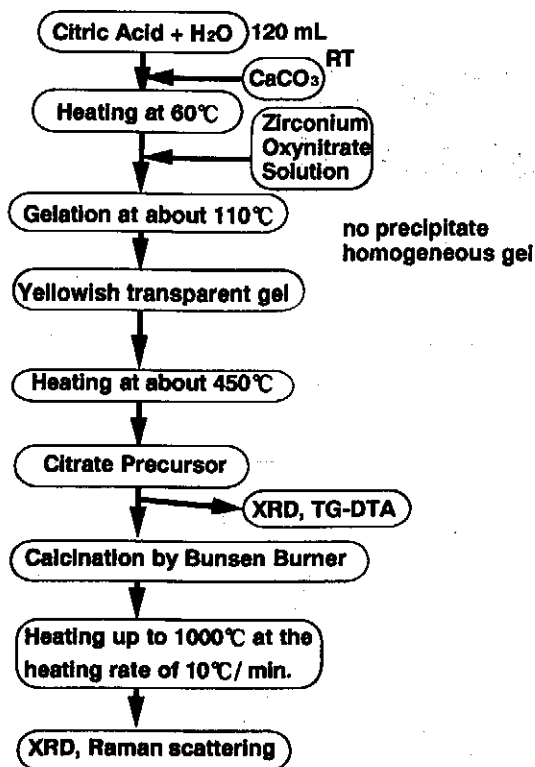 Citric Acid + H₂O 120 mL
CaCO₃ RT
Heating at 60℃
Zirconium
Oxynitrate
Solution
Gelation at about 110℃
no precipitate
homogeneous gel
Yellowish transparent gel
Heating at about 450℃
Citrate Precursor
XRD, TG-DTA
Calcination by Bunsen Burner
Heating up to 1000℃ at the
heating rate of 10℃/ min.
XRD, Raman scattering